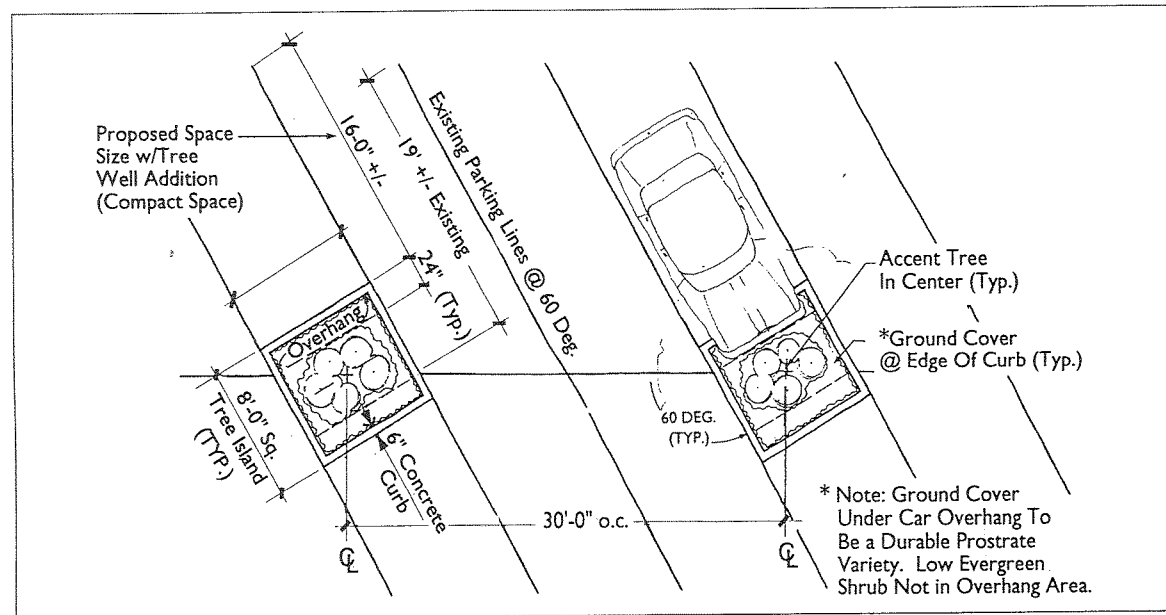 Proposed Space
Size w/Tree
Well Addition
(Compact Space)
16-0" +/-
19' +/- Existing
24" (Typ.)
Existing Parking Lines @ 60 Deg.
Overhang
8'-0" Sq.
Tree Island
(TYP.)
6" Concrete
Curb
30'-0" o.c.
CL
CL
60 DEG.
(TYP.)
Accent Tree
In Center (Typ.)
*Ground Cover
@ Edge Of Curb (Typ.)
* Note: Ground Cover
Under Car Overhang To
Be a Durable Prostrate
Variety. Low Evergreen
Shrub Not in Overhang Area.